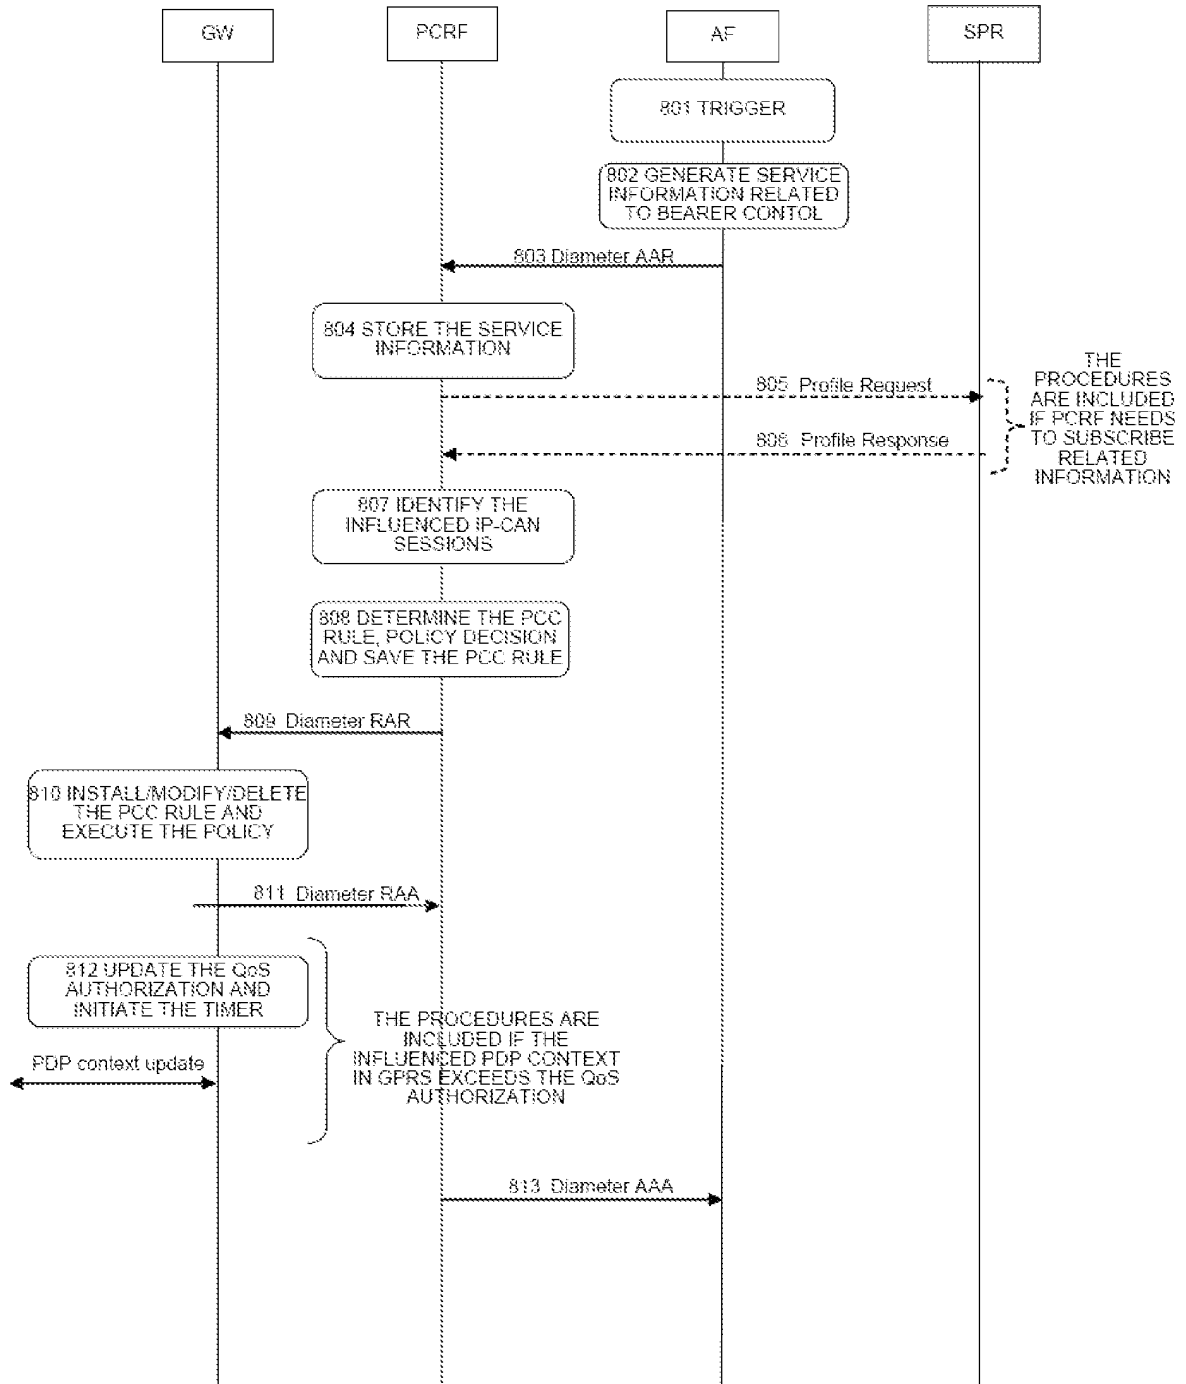 GW
PCRF
AF
SPR
801 TRIGGER
802 GENERATE SERVICE
INFORMATION RELATED
TO BEARER CONTOL
803 Diameter AAR
804 STORE THE SERVICE
INFORMATION
805 Profile Request
806 Profile Response
THE
PROCEDURES
ARE INCLUDED
IF PCRF NEEDS
TO SUBSCRIBE
RELATED
INFORMATION
807 IDENTIFY THE
INFLUENCED IP-CAN
SESSIONS
808 DETERMINE THE PCC
RULE, POLICY DECISION
AND SAVE THE PCC RULE
809 Diameter RAR
810 INSTALL/MODIFY/DELETE
THE PCC RULE AND
EXECUTE THE POLICY
811 Diameter RAA
812 UPDATE THE QoS
AUTHORIZATION AND
INITIATE THE TIMER
THE PROCEDURES ARE
INCLUDED IF THE
INFLUENCED PDP CONTEXT
IN GPRS EXCEEDS THE QoS
AUTHORIZATION
PDP context update
813 Diameter AAA